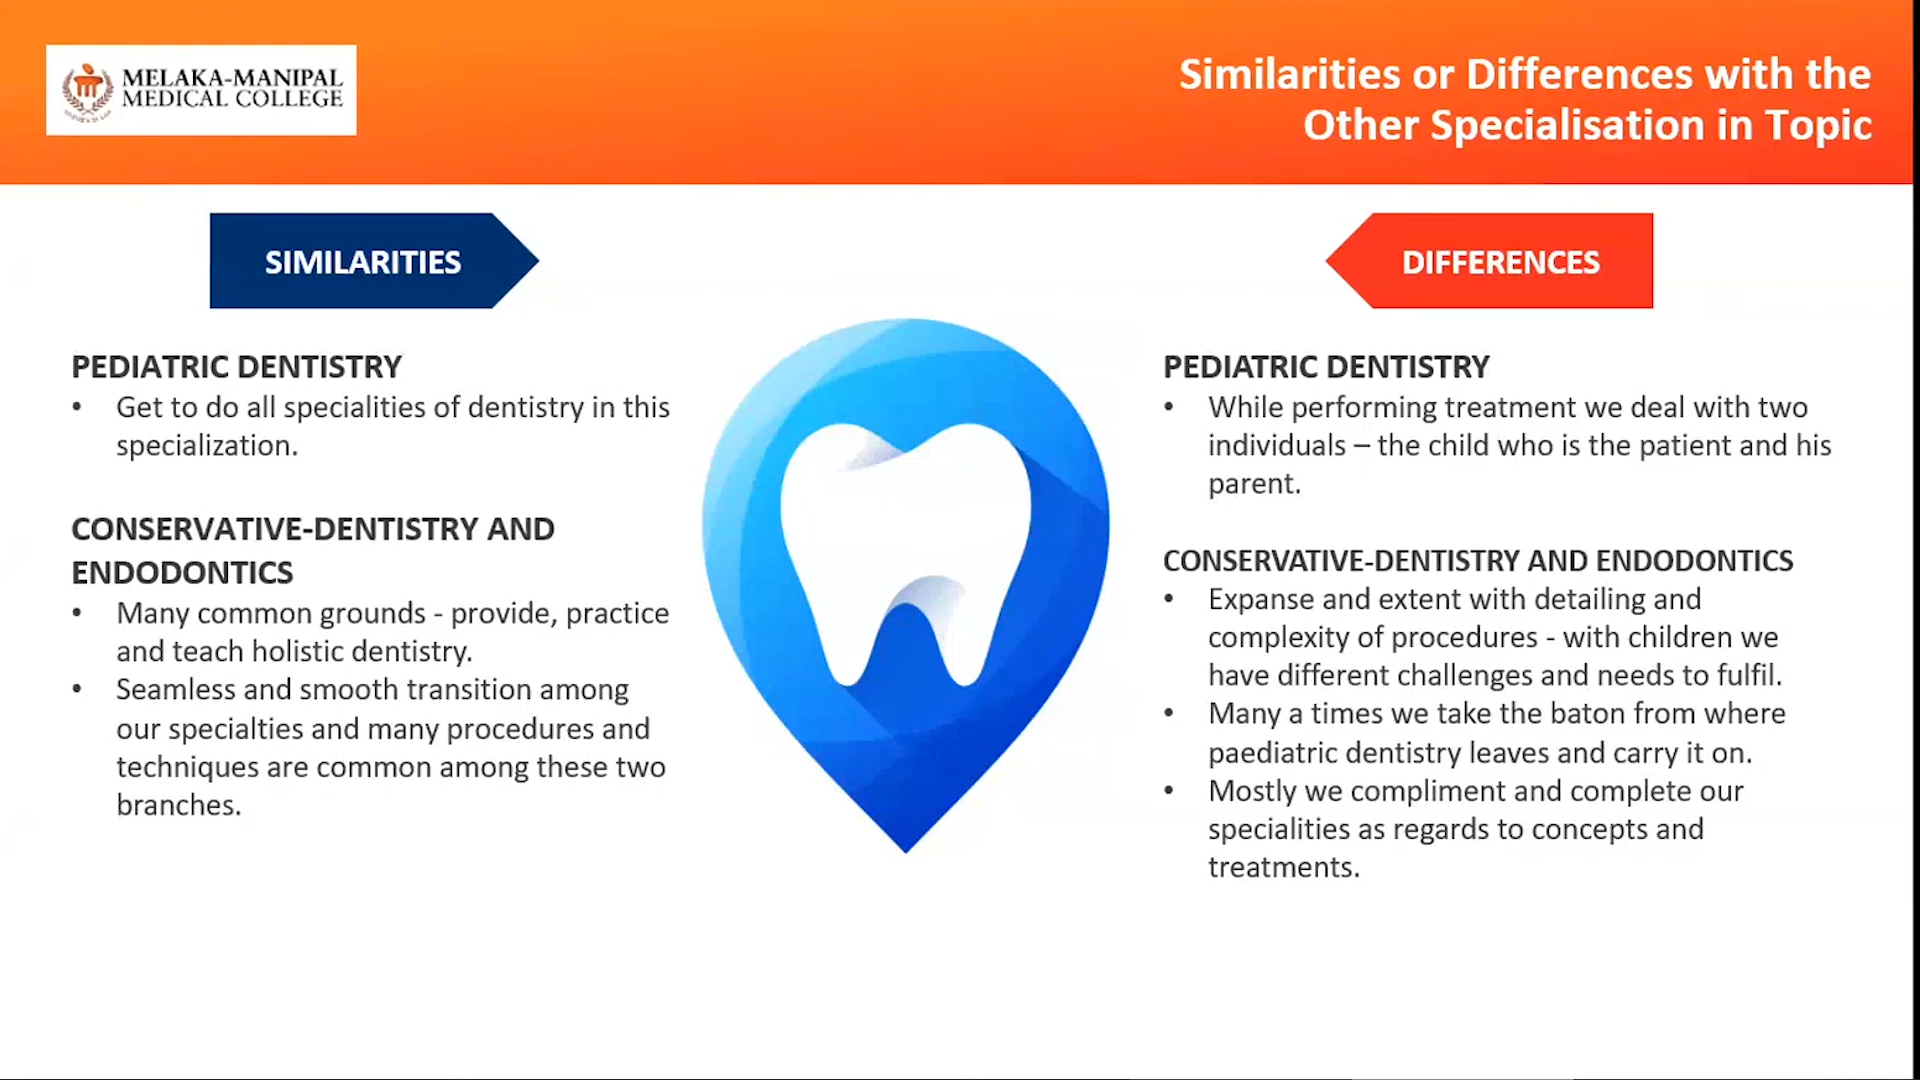 MELAKA-MANIPAL
MEDICAL COLLEGE
Similarities or Differences with the
Other Specialisation in Topic
SIMILARITIES
PEDIATRIC DENTISTRY
• Get to do all specialities of dentistry in this
specialization.
CONSERVATIVE-DENTISTRY AND
ENDODONTICS
• Many common grounds - provide, practice
and teach holistic dentistry.
• Seamless and smooth transition among
our specialties and many procedures and
techniques are common among these two
branches.
DIFFERENCES
PEDIATRIC DENTISTRY
• While performing treatment we deal with two
individuals – the child who is the patient and his
parent.
CONSERVATIVE-DENTISTRY AND ENDODONTICS
• Expanse and extent with detailing and
complexity of procedures - with children we
have different challenges and needs to fulfil.
• Many a times we take the baton from where
paediatric dentistry leaves and carry it on.
• Mostly we compliment and complete our
specialities as regards to concepts and
treatments.